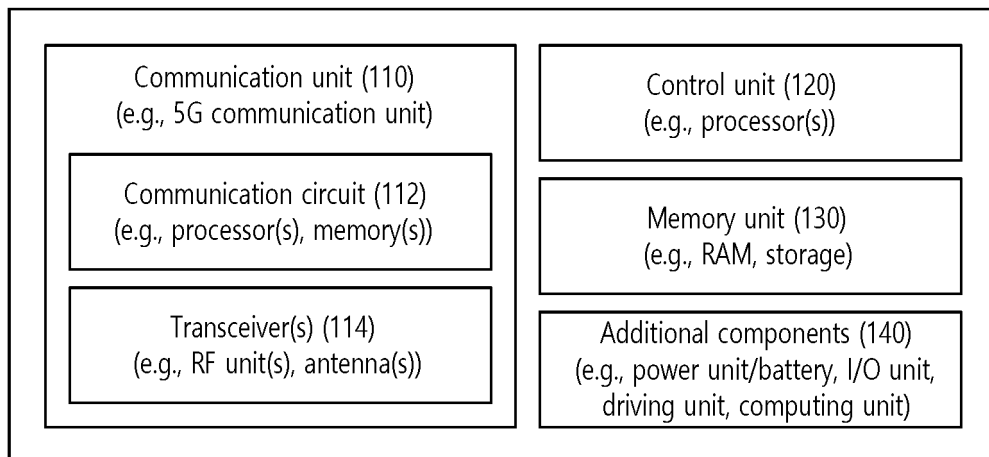 Communication unit (110)
(e.g., 5G communication unit)
Communication circuit (112)
(e.g., processor(s), memory(s))
Transceiver(s) (114)
(e.g., RF unit(s), antenna(s))
Control unit (120)
(e.g., processor(s))
Memory unit (130)
(e.g., RAM, storage)
Additional components (140)
(e.g., power unit/battery, I/O unit,
driving unit, computing unit)